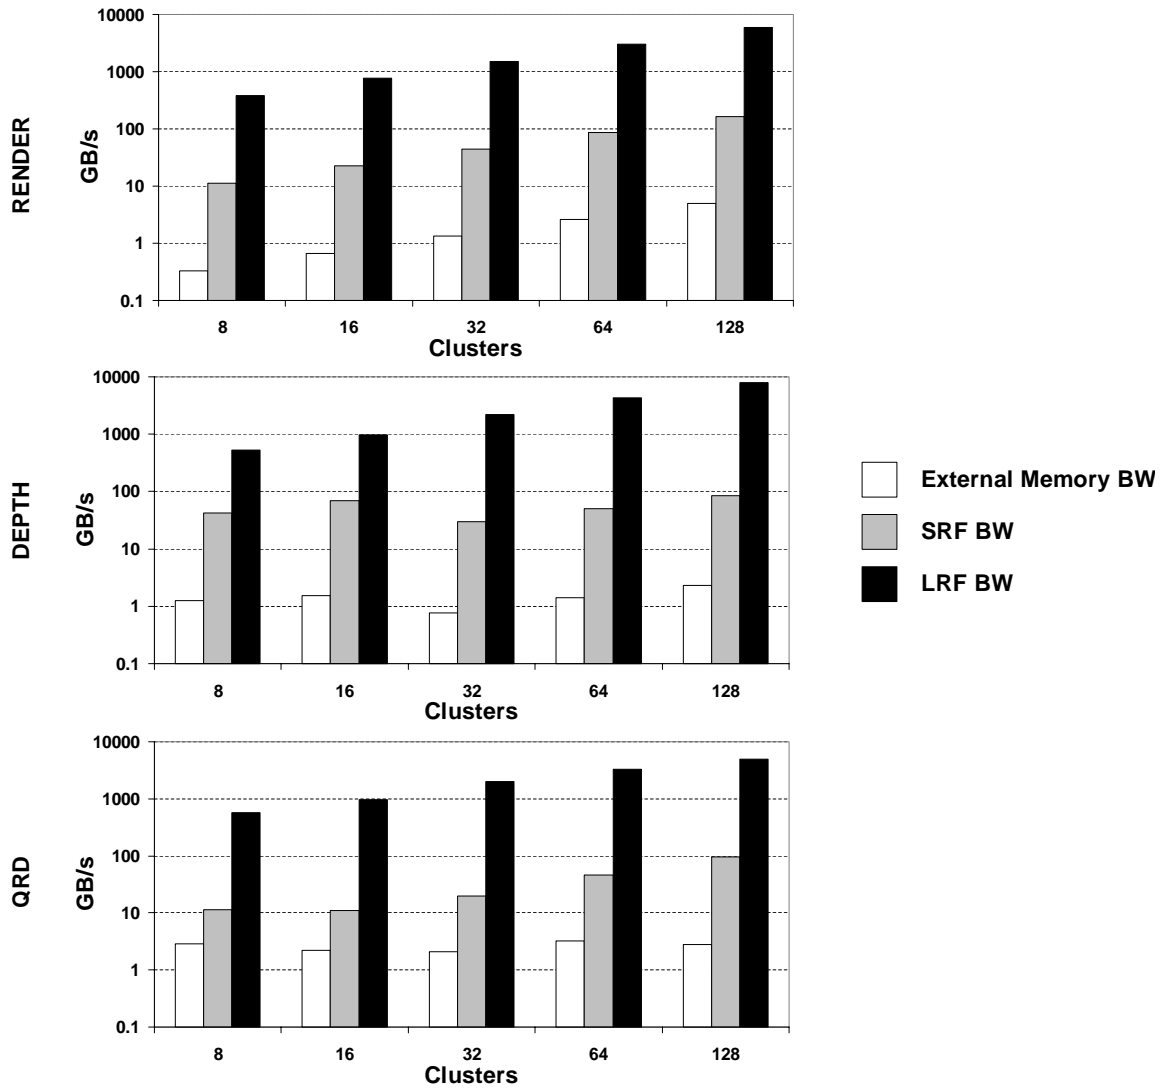 RENDER
GB/s
10000
1000
100
10
1
0.1
8 16 32 64 128
Clusters
DEPTH
GB/s
10000
1000
100
10
1
0.1
8 16 32 64 128
Clusters
QRD
GB/s
10000
1000
100
10
1
0.1
8 16 32 64 128
Clusters
External Memory BW
SRF BW
LRF BW